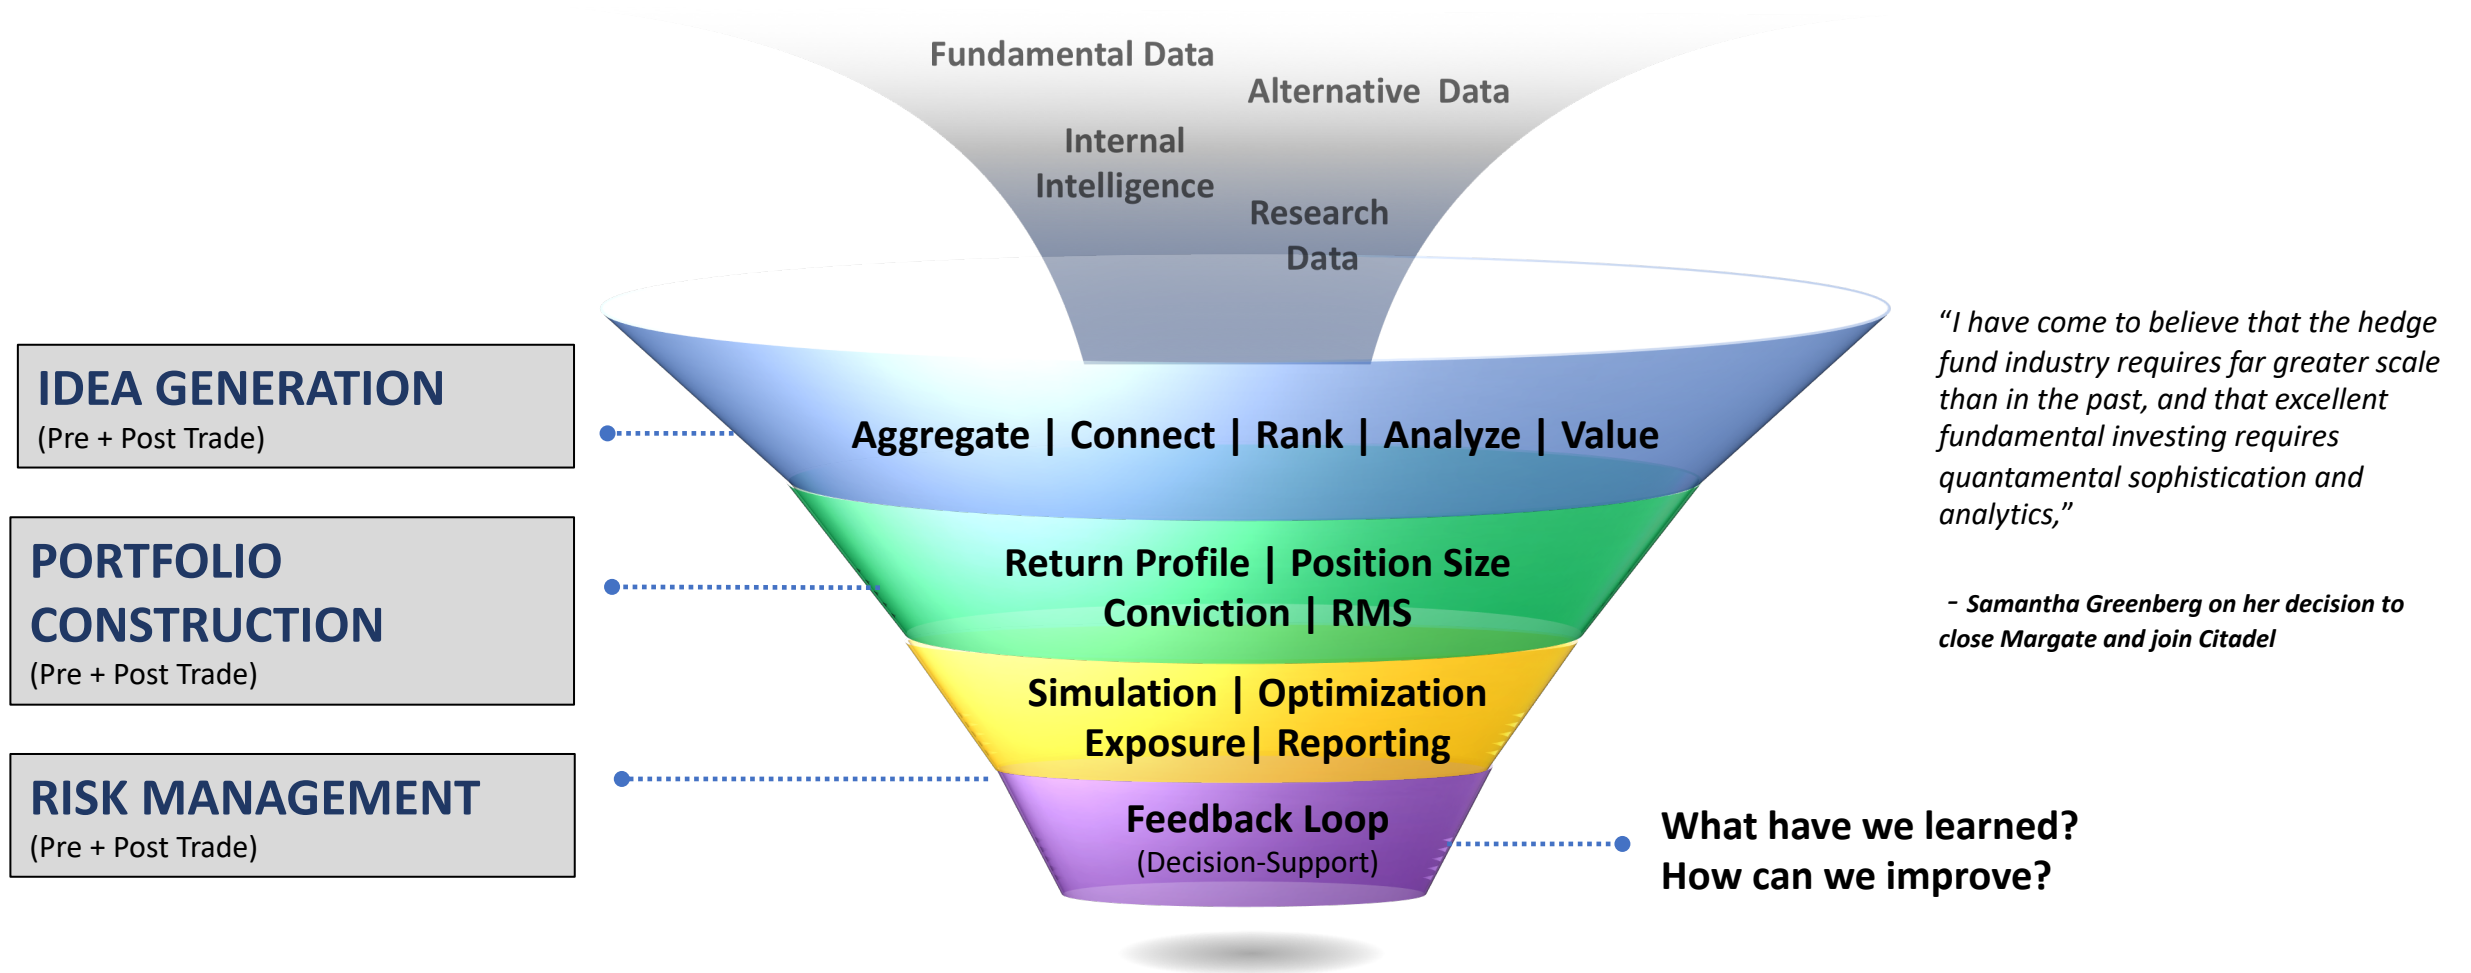 Fundamental Data
Alternative  Data
Internal
Intelligence
Research
Data
IDEA GENERATION
(Pre + Post Trade)
Aggregate | Connect | Rank | Analyze | Value
PORTFOLIO
CONSTRUCTION
(Pre + Post Trade)
Return Profile | Position Size
Conviction | RMS
Simulation | Optimization
Exposure| Reporting
RISK MANAGEMENT
(Pre + Post Trade)
Feedback Loop
(Decision-Support)
What have we learned?
How can we improve?
“I have come to believe that the hedge
fund industry requires far greater scale
than in the past, and that excellent
fundamental investing requires
quantamental sophistication and
analytics,”
- Samantha Greenberg on her decision to
close Margate and join Citadel